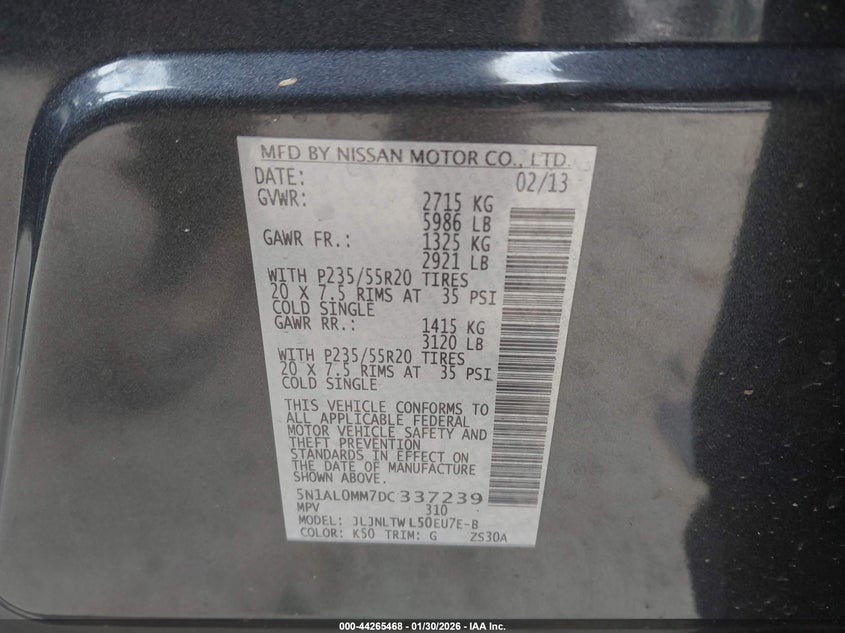 MFD BY NISSAN MOTOR CO., LTD.
DATE: 02/13
GVWR: 2715 KG
5986 LB
GAWR FR.: 1325 KG
2921 LB
WITH P235/55R20 TIRES
20 X 7.5 RIMS AT 35 PSI
COLD SINGLE
GAWR RR.: 1415 KG
3120 LB
WITH P235/55R20 TIRES
20 X 7.5 RIMS AT 35 PSI
COLD SINGLE
THIS VEHICLE CONFORMS TO
ALL APPLICABLE FEDERAL
MOTOR VEHICLE SAFETY AND
THEFT PREVENTION
STANDARDS IN EFFECT ON
THE DATE OF MANUFACTURE
SHOWN ABOVE.
5N1AL0MM7DC337239
MPV 310
MODEL: JLJNLTWL50EU7E-B
COLOR: K50 TRIM: G ZS30A
000-44265468 - 01/30/2026 - IAA Inc.